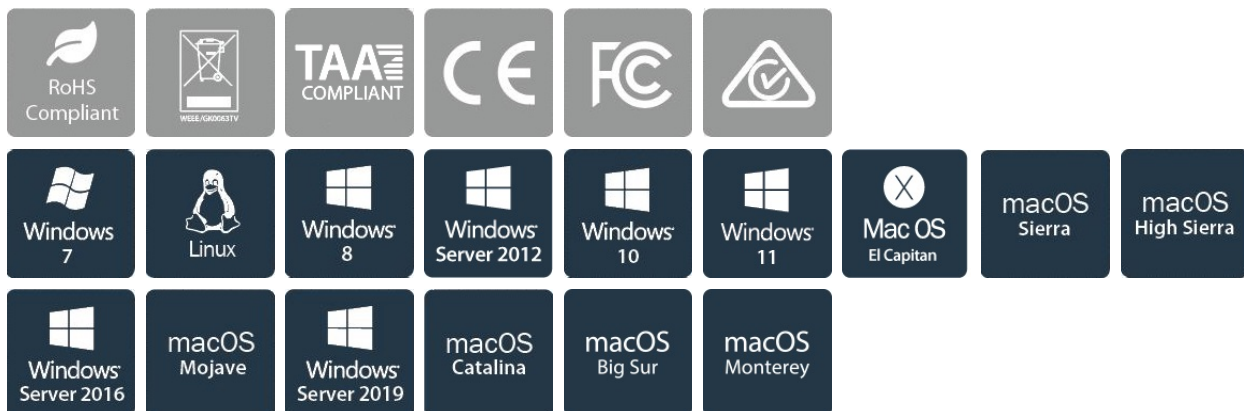 RoHS
Compliant
WEEE/GK0083TV
TAA
COMPLIANT
CE
FC
Windows
7
Linux
Windows
8
Windows
Server 2012
Windows
10
Windows
11
X
Mac OS
El Capitan
macOS
Sierra
macOS
High Sierra
Windows
Server 2016
macOS
Mojave
Windows
Server 2019
macOS
Catalina
macOS
Big Sur
macOS
Monterey